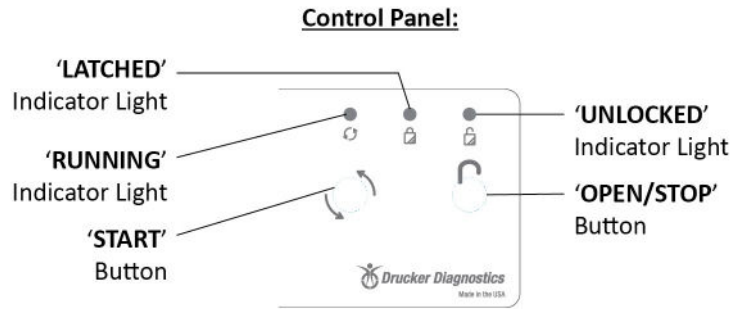 Control Panel:
‘LATCHED’
Indicator Light
‘RUNNING’
Indicator Light
‘START’
Button
‘UNLOCKED’
Indicator Light
‘OPEN/STOP’
Button
Drucker Diagnostics
Made in the USA